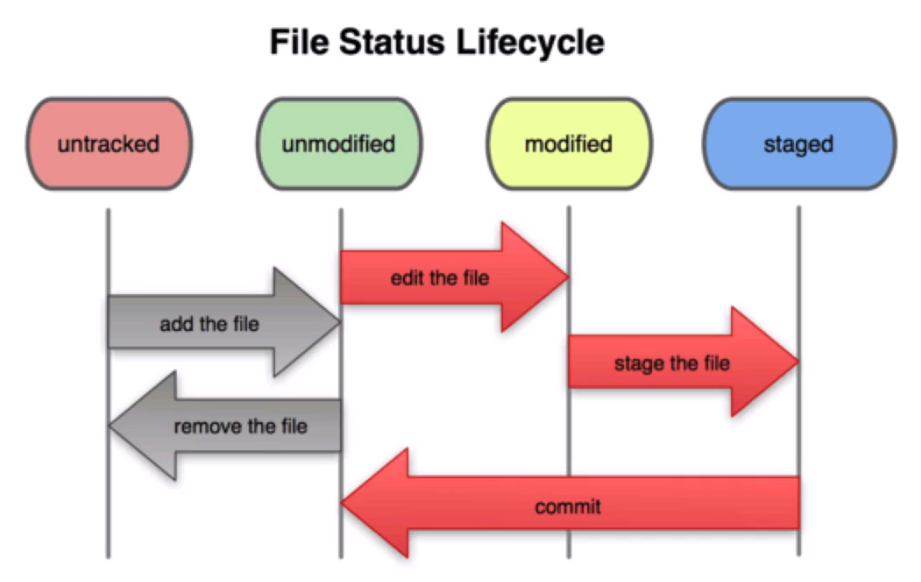 File Status Lifecycle
untracked
unmodified
modified
staged
edit the file
add the file
stage the file
remove the file
commit